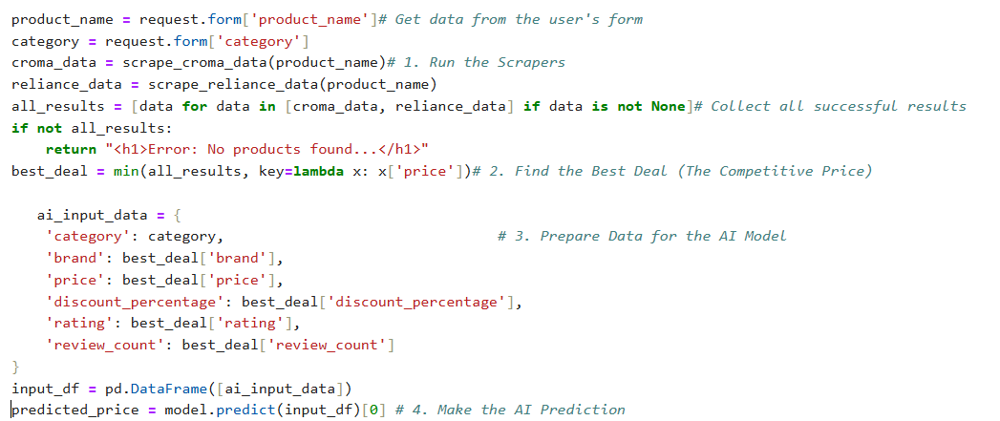 product_name = request.form['product_name']# Get data from the user's form
category = request.form['category']
croma_data = scrape_croma_data(product_name)# 1. Run the Scrapers
reliance_data = scrape_reliance_data(product_name)
all_results = [data for data in [croma_data, reliance_data] if data is not None]# Collect all successful results
if not all_results:
    return "<h1>Error: No products found...</h1>"
best_deal = min(all_results, key=lambda x: x['price'])# 2. Find the Best Deal (The Competitive Price)

   ai_input_data = {
    'category': category,                                # 3. Prepare Data for the AI Model
    'brand': best_deal['brand'],
    'price': best_deal['price'],
    'discount_percentage': best_deal['discount_percentage'],
    'rating': best_deal['rating'],
    'review_count': best_deal['review_count']
}
input_df = pd.DataFrame([ai_input_data])
predicted_price = model.predict(input_df)[0] # 4. Make the AI Prediction